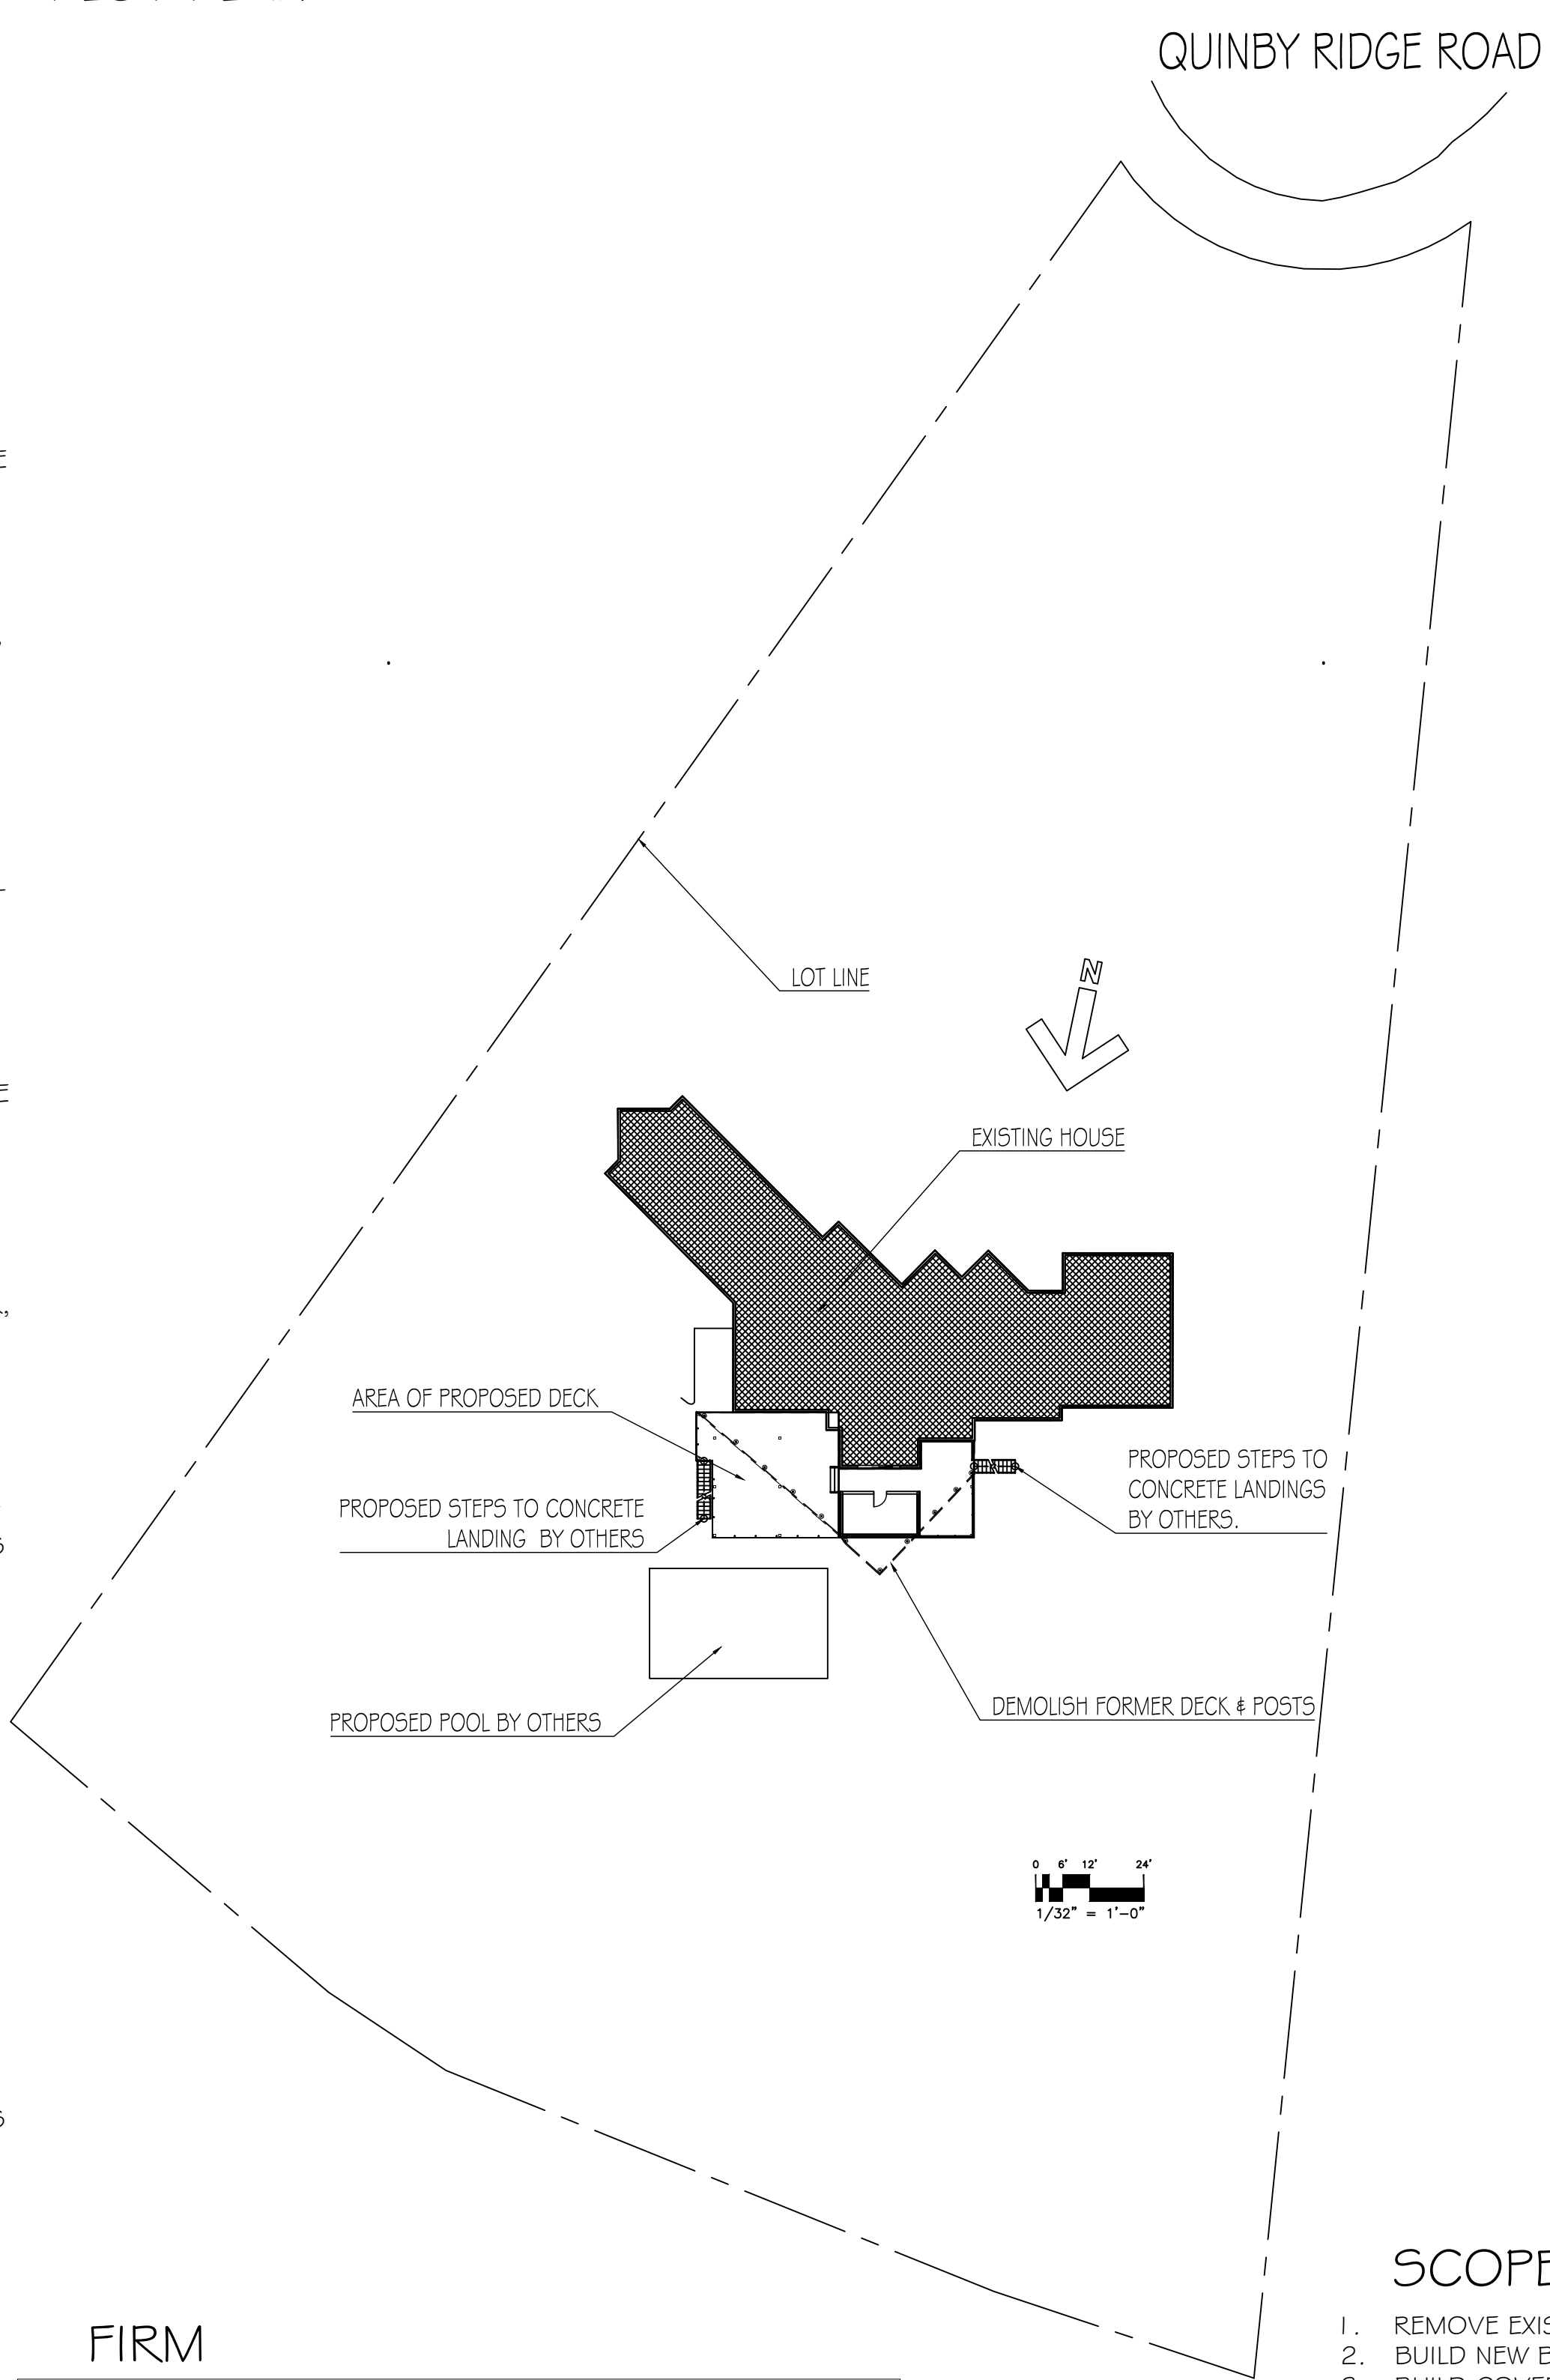 QUINBY RIDGE ROAD
LOT LINE
N
EXISTING HOUSE
AREA OF PROPOSED DECK
PROPOSED STEPS TO CONCRETE
LANDING BY OTHERS
PROPOSED STEPS TO
CONCRETE LANDINGS
BY OTHERS.
PROPOSED POOL BY OTHERS
DEMOLISH FORMER DECK & POSTS
0 6' 12' 24'
1/32" = 1'-0"
FIRM
SCOPE
1. REMOVE EXIS
2. BUILD NEW B